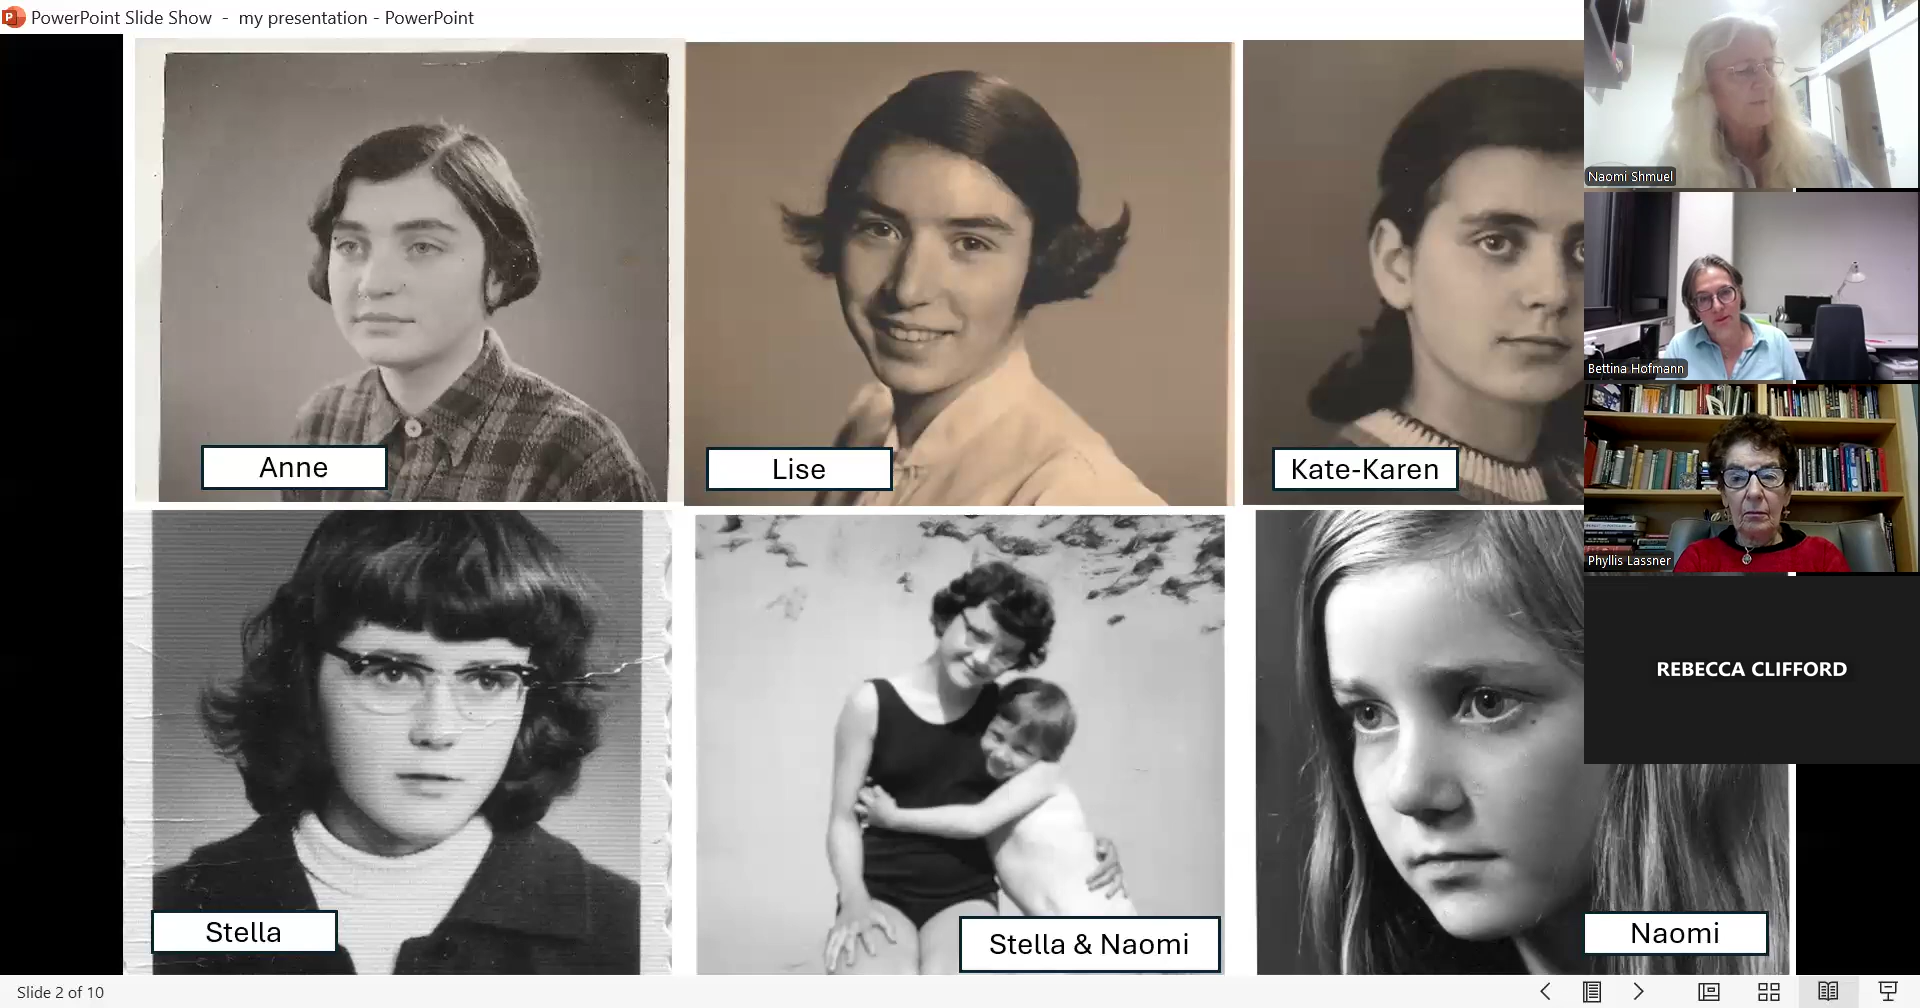 PowerPoint Slide Show - my presentation - PowerPoint
Anne
Lise
Kate-Karen
Stella
Stella & Naomi
Naomi
Naomi Shmuel
Bettina Hofmann
Phyllis Lassner
REBECCA CLIFFORD
Slide 2 of 10